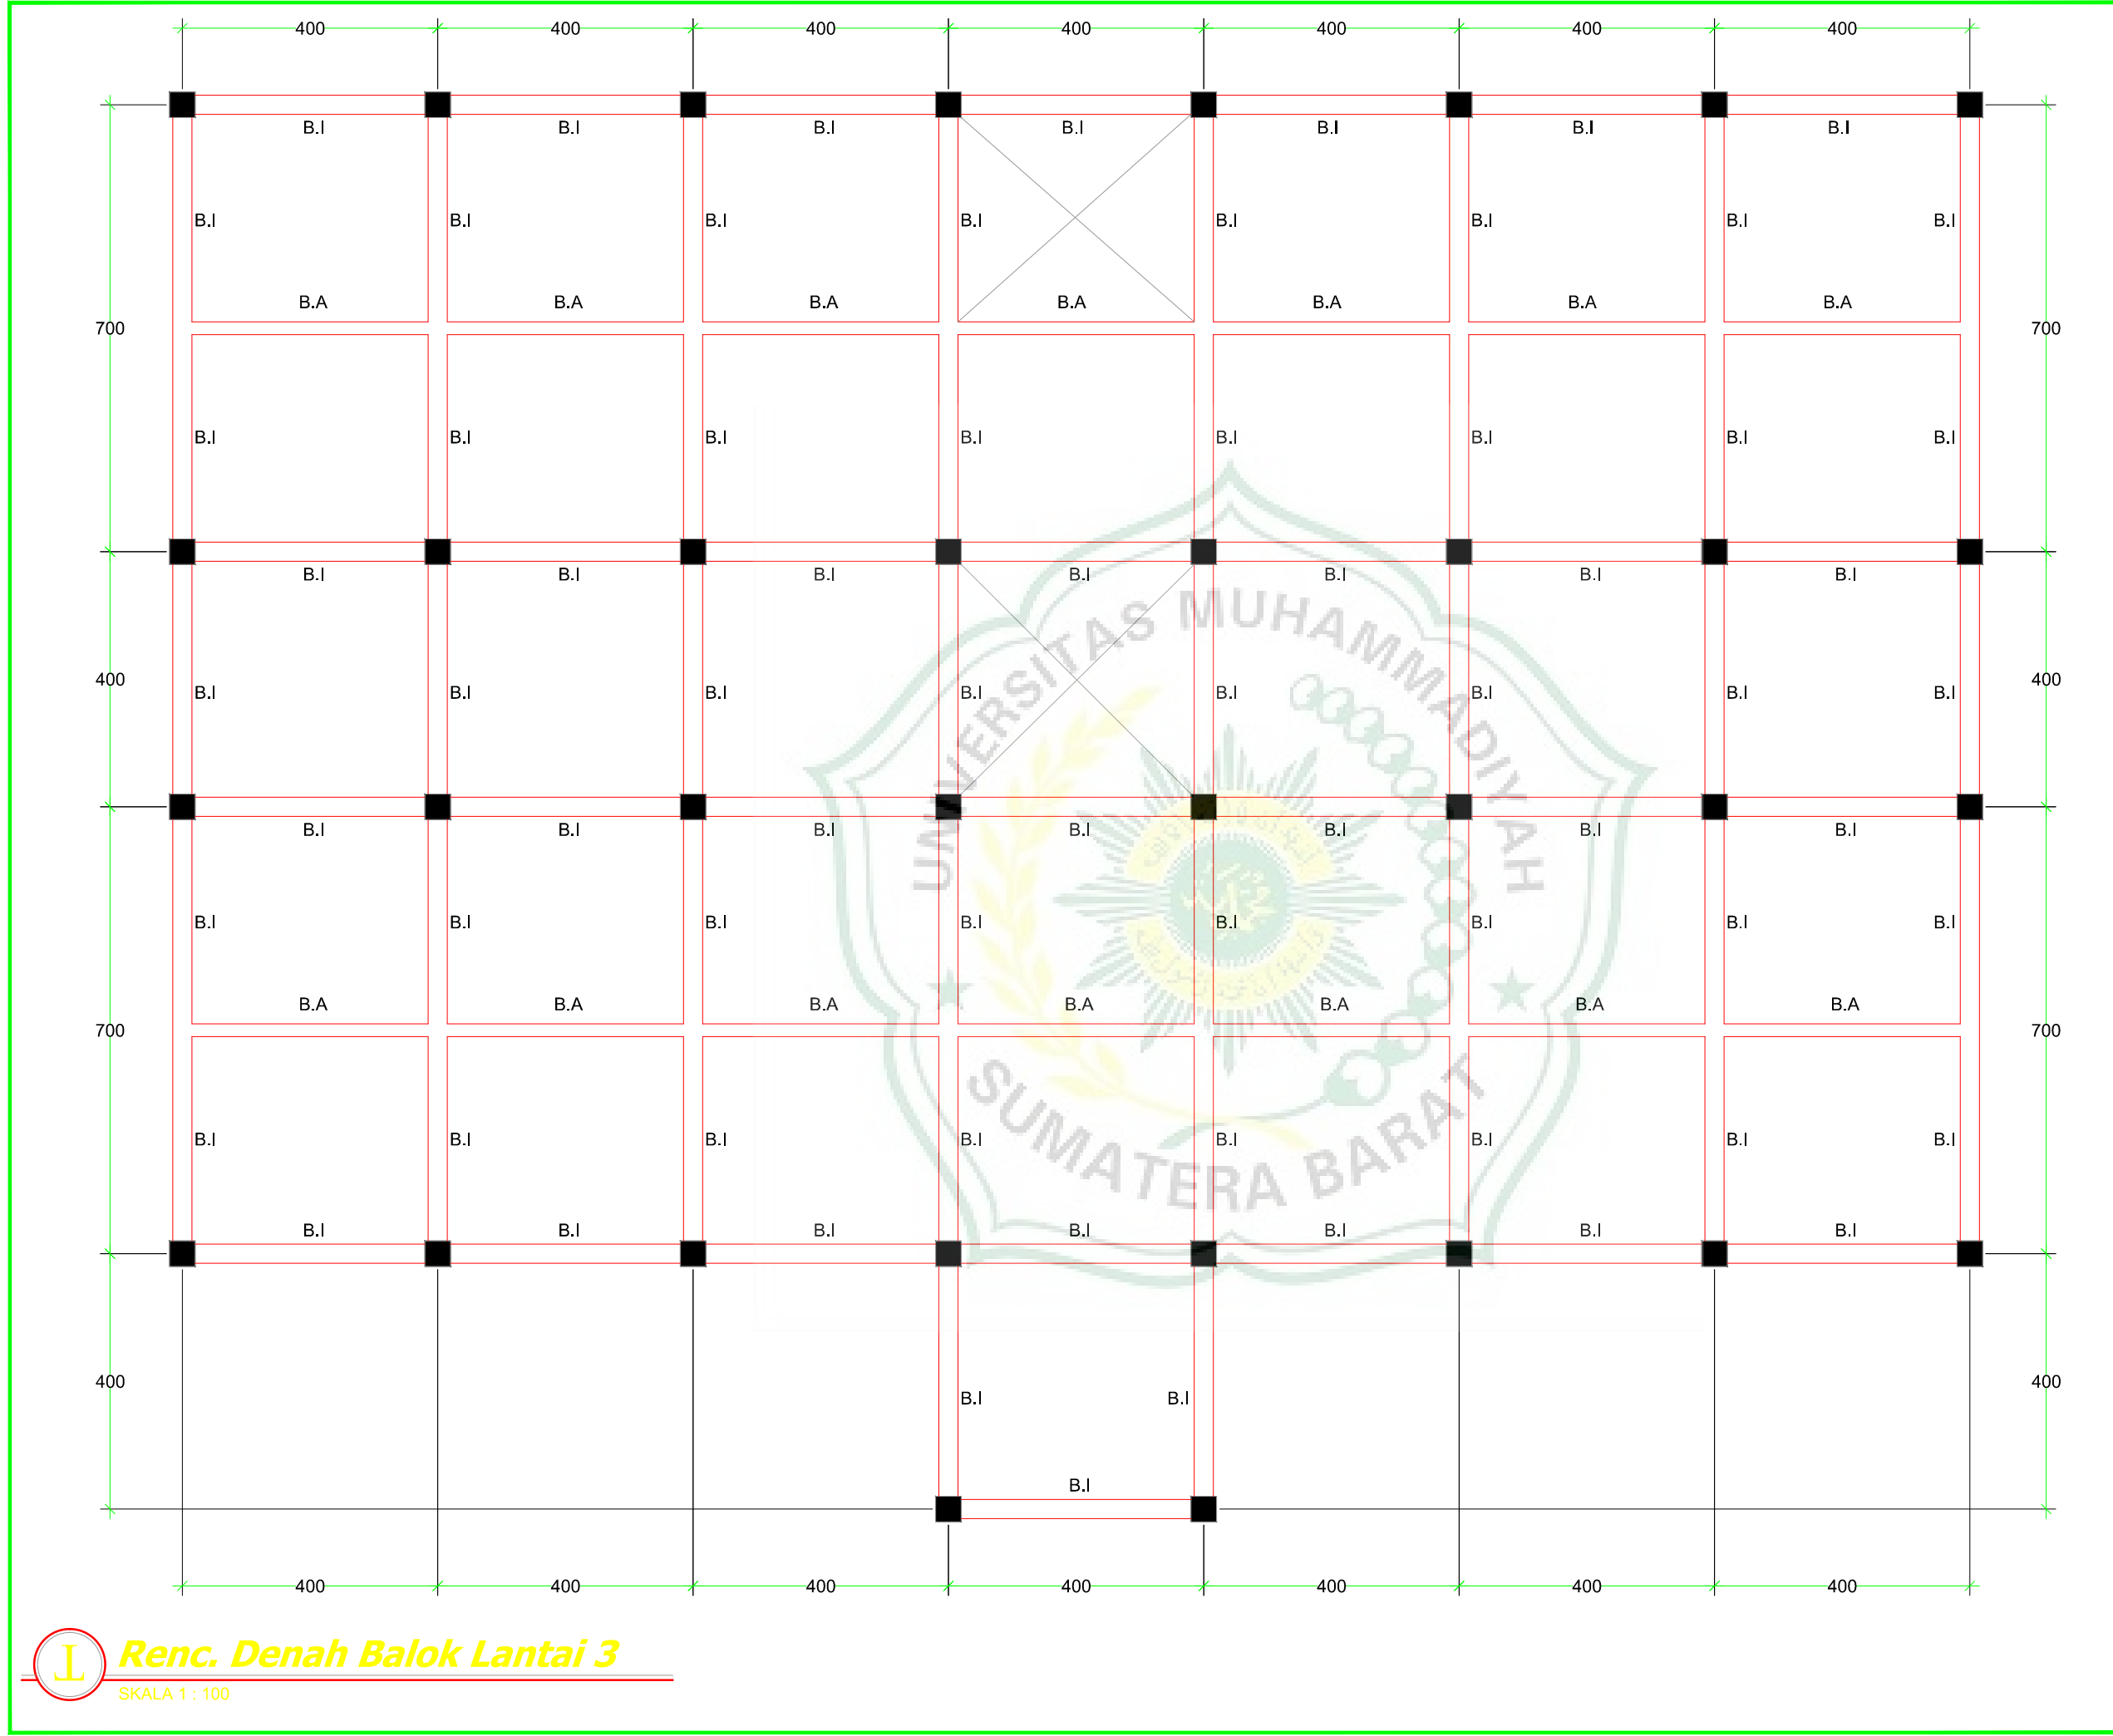 400 400 400 400 400 400 400
B.I B.I B.I B.I B.I B.I B.I
B.I B.I B.I B.I B.I B.I B.I B.I
B.A B.A B.A B.A B.A B.A B.A
700 700
B.I B.I B.I B.I B.I B.I B.I B.I
B.I B.I B.I B.I B.I B.I B.I
UNIVERSITAS MUHAMMADIYAH
400 400
B.I B.I B.I B.I B.I B.I B.I B.I
B.I B.I B.I B.I B.I B.I B.I
B.I B.I B.I B.I B.I B.I B.I B.I
B.A B.A B.A B.A B.A B.A B.A
700 700
SUMATERA BARAT
B.I B.I B.I B.I B.I B.I B.I B.I
B.I B.I B.I B.I B.I B.I B.I
400 400
B.I B.I
B.I
400 400 400 400 400 400 400
Renc. Denah Balok Lantai 3
SKALA 1 : 100